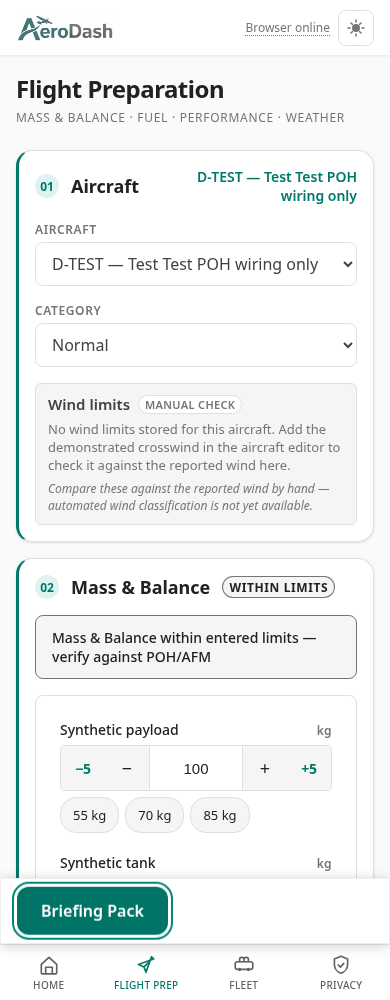 AeroDash
Browser online
Flight Preparation
MASS & BALANCE · FUEL · PERFORMANCE · WEATHER
01
Aircraft
D-TEST — Test Test POH
wiring only
AIRCRAFT
D-TEST — Test Test POH wiring only
CATEGORY
Normal
Wind limits MANUAL CHECK
No wind limits stored for this aircraft. Add the
demonstrated crosswind in the aircraft editor to
check it against the reported wind here.
Compare these against the reported wind by hand —
automated wind classification is not yet available.
02 Mass & Balance WITHIN LIMITS
Mass & Balance within entered limits —
verify against POH/AFM
Synthetic payload kg
−5 − 100 + +5
55 kg 70 kg 85 kg
Synthetic tank kg
Briefing Pack
HOME FLIGHT PREP FLEET PRIVACY